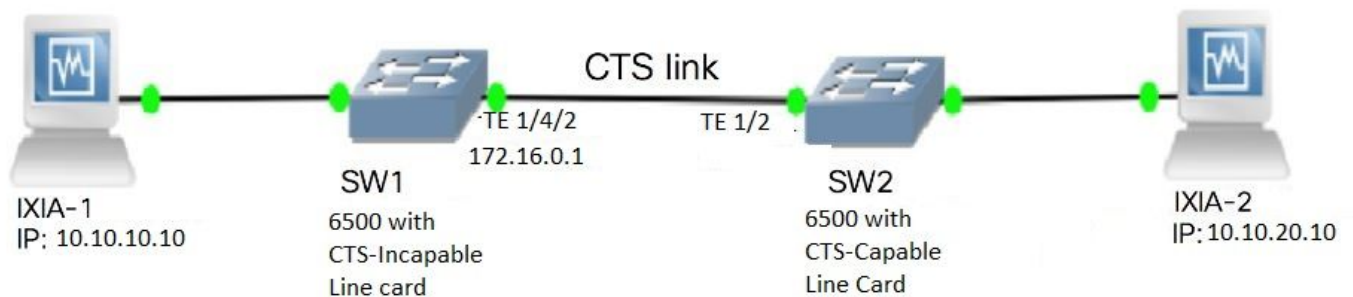 CTS link
-TE 1/4/2
TE 1/2
172.16.0.1
IXIA-1
IP: 10.10.10.10
SW1
6500 with
CTS-Incapable
Line card
SW2
6500 with
CTS-Capable
Line Card
IXIA-2
IP: 10.10.20.10